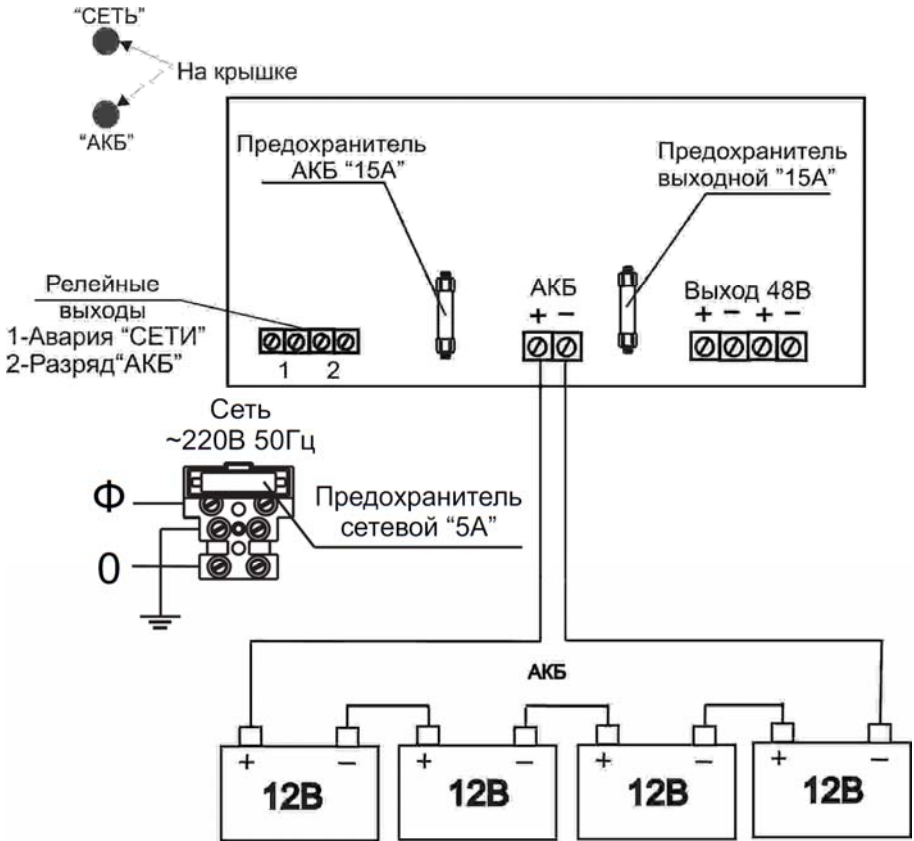 “СЕТЬ”
На крышке
“АКБ”
Предохранитель
АКБ “15А”
Предохранитель
выходной ”15А”
Релейные
выходы
1-Авария “СЕТИ”
2-Разряд“АКБ”
1 2
АКБ
+ −
Выход 48В
+ − + −
Сеть
~220В 50Гц
Ф
0
Предохранитель
сетевой “5А”
АКБ
+ − + − + − + −
12В 12В 12В 12В